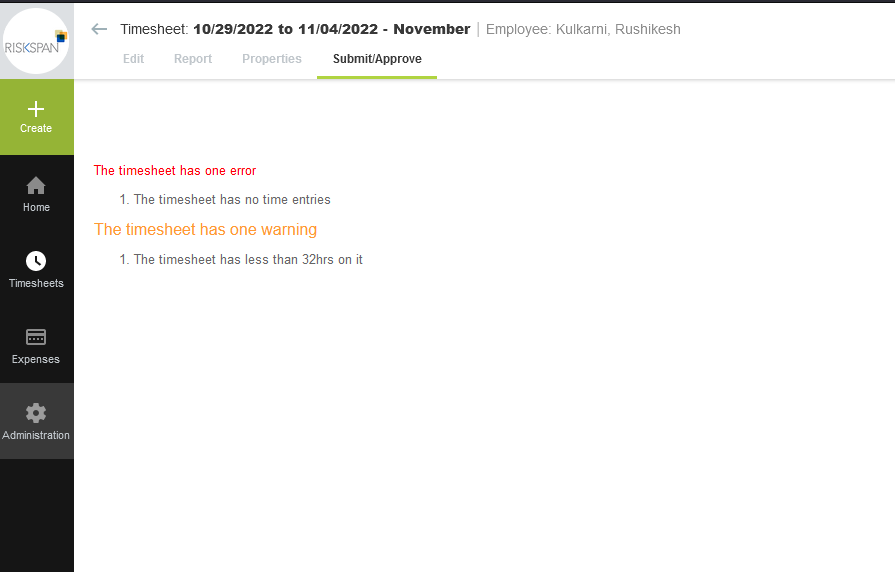 RISKSPAN
Timesheet: 10/29/2022 to 11/04/2022 - November | Employee: Kulkarni, Rushikesh
Edit Report Properties Submit/Approve
Create
Home
Timesheets
Expenses
Administration
The timesheet has one error
1. The timesheet has no time entries
The timesheet has one warning
1. The timesheet has less than 32hrs on it